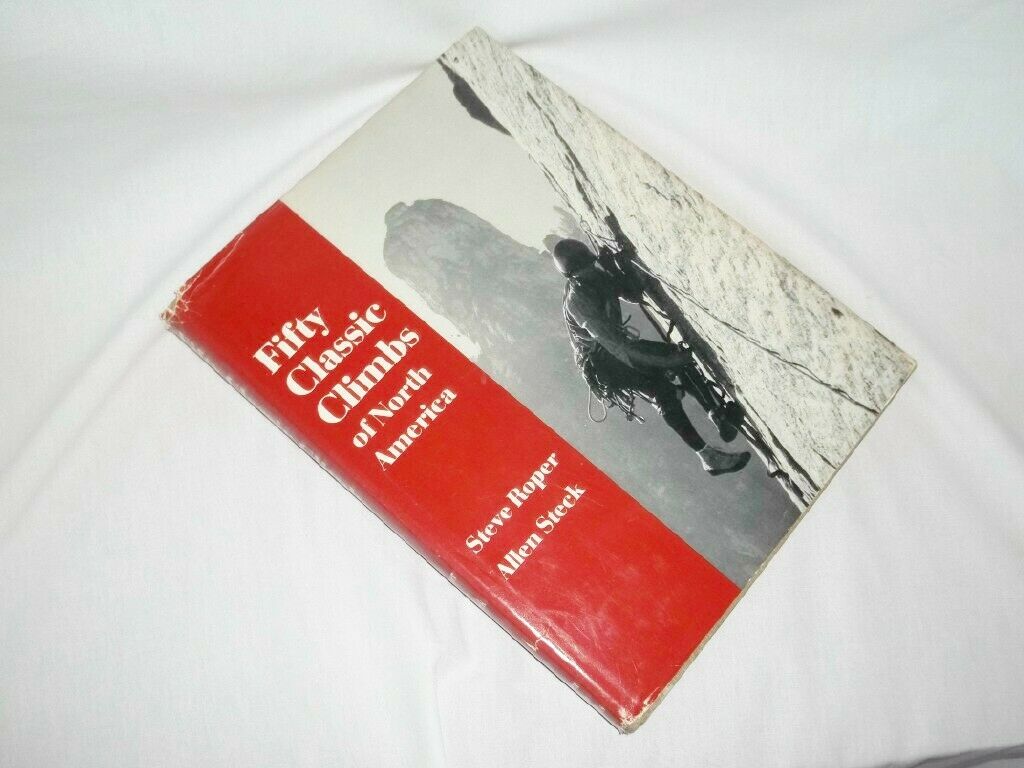 Fifty
Classic
Climbs
of North
America
Steve Roper
Allen Steck